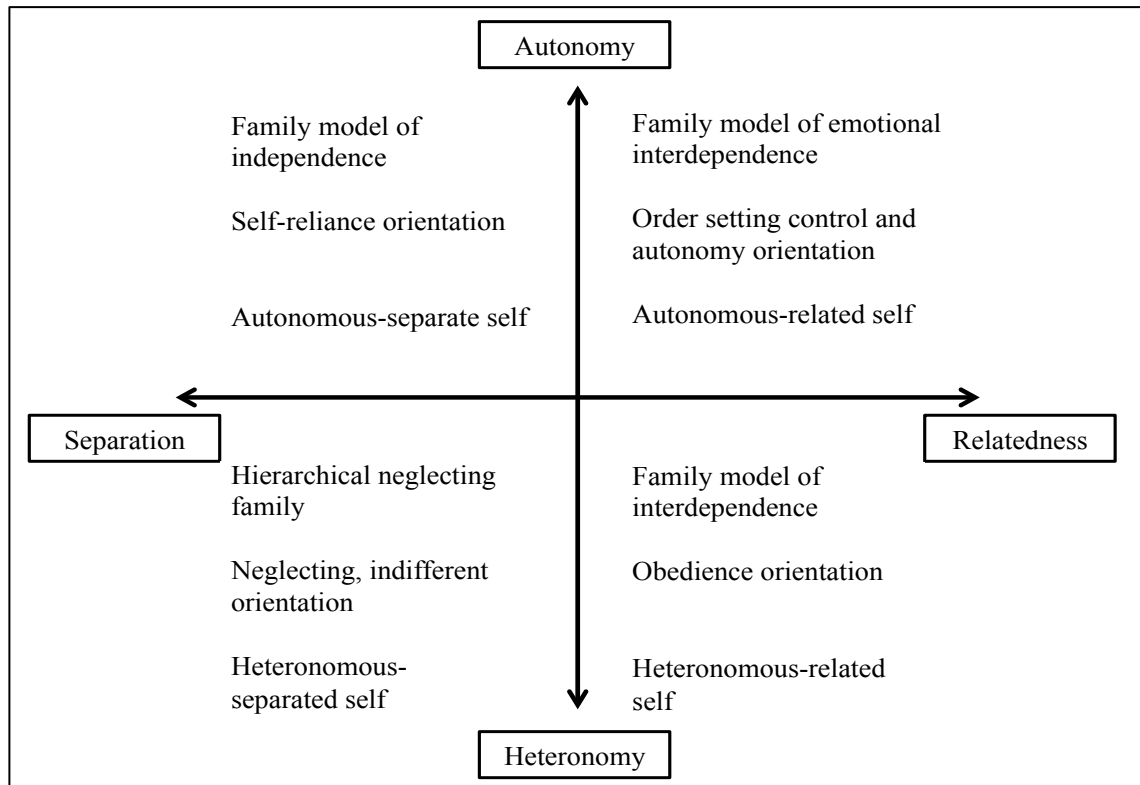 Autonomy
Family model of
independence
Self-reliance orientation
Autonomous-separate self
Family model of emotional
interdependence
Order setting control and
autonomy orientation
Autonomous-related self
Separation
Relatedness
Hierarchical neglecting
family
Neglecting, indifferent
orientation
Heteronomous-
separated self
Family model of
interdependence
Obedience orientation
Heteronomous-related
self
Heteronomy